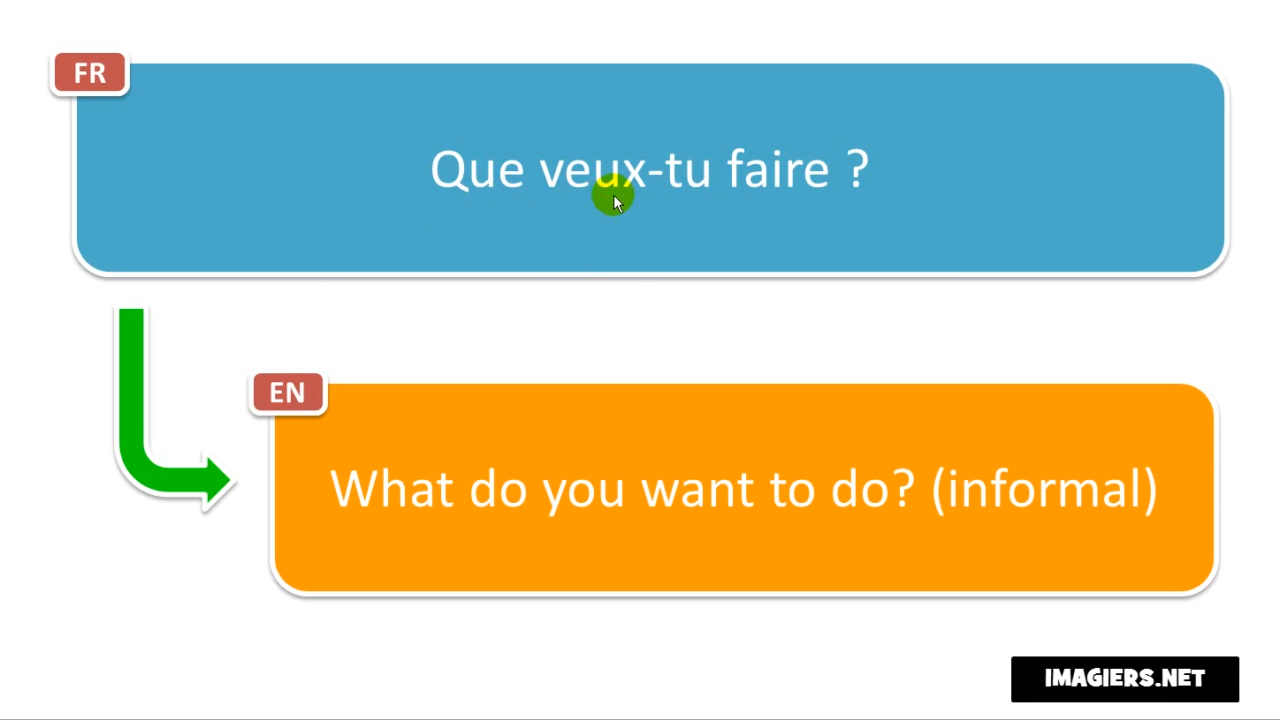 FR
Que veux-tu faire ?
EN
What do you want to do? (informal)
IMAGIERS.NET